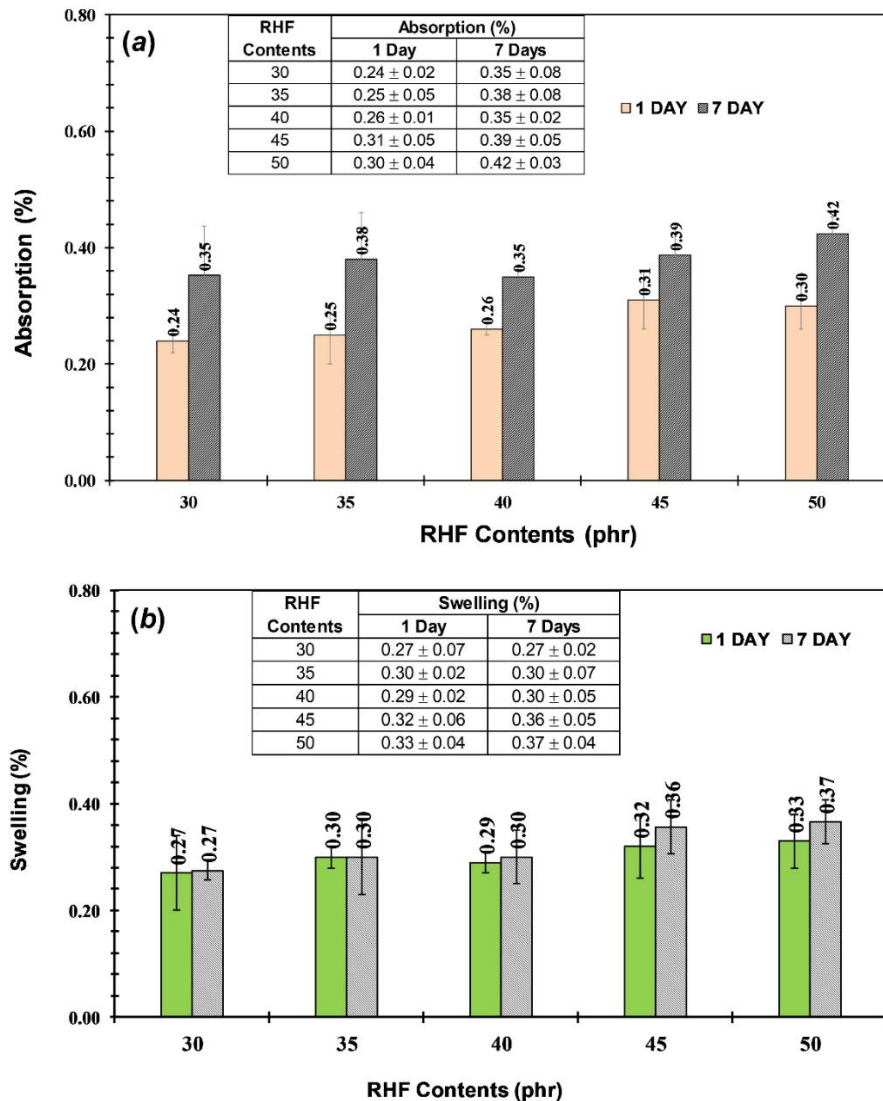 (a)
RHF Contents Absorption (%)
1 Day 7 Days
30 0.24 ± 0.02 0.35 ± 0.08
35 0.25 ± 0.05 0.38 ± 0.08
40 0.26 ± 0.01 0.35 ± 0.02
45 0.31 ± 0.05 0.39 ± 0.05
50 0.30 ± 0.04 0.42 ± 0.03
1 DAY 7 DAY
Absorption (%)
0.80
0.60
0.40
0.20
0.00
0.24 0.35 0.25 0.38 0.26 0.35 0.31 0.39 0.30 0.42
30 35 40 45 50
RHF Contents (phr)
(b)
RHF Contents Swelling (%)
1 Day 7 Days
30 0.27 ± 0.07 0.27 ± 0.02
35 0.30 ± 0.02 0.30 ± 0.07
40 0.29 ± 0.02 0.30 ± 0.05
45 0.32 ± 0.06 0.36 ± 0.05
50 0.33 ± 0.04 0.37 ± 0.04
1 DAY 7 DAY
Swelling (%)
0.80
0.60
0.40
0.20
0.00
0.27 0.27 0.30 0.30 0.29 0.30 0.32 0.36 0.33 0.37
30 35 40 45 50
RHF Contents (phr)